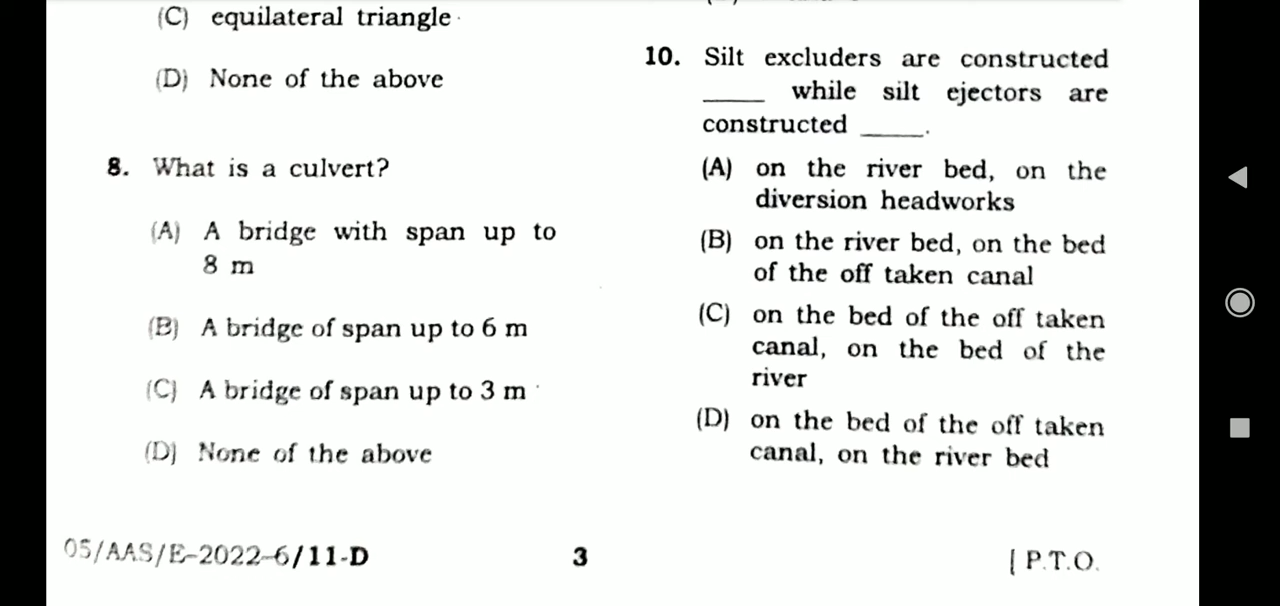 (C) equilateral triangle
(D) None of the above
8. What is a culvert?
(A) A bridge with span up to
8 m
(B) A bridge of span up to 6 m
(C) A bridge of span up to 3 m
(D) None of the above
10. Silt excluders are constructed
____ while silt ejectors are
constructed ____.
(A) on the river bed, on the
diversion headworks
(B) on the river bed, on the bed
of the off taken canal
(C) on the bed of the off taken
canal, on the bed of the
river
(D) on the bed of the off taken
canal, on the river bed
05/AAS/E-2022-6/11-D
3
[ P.T.O.